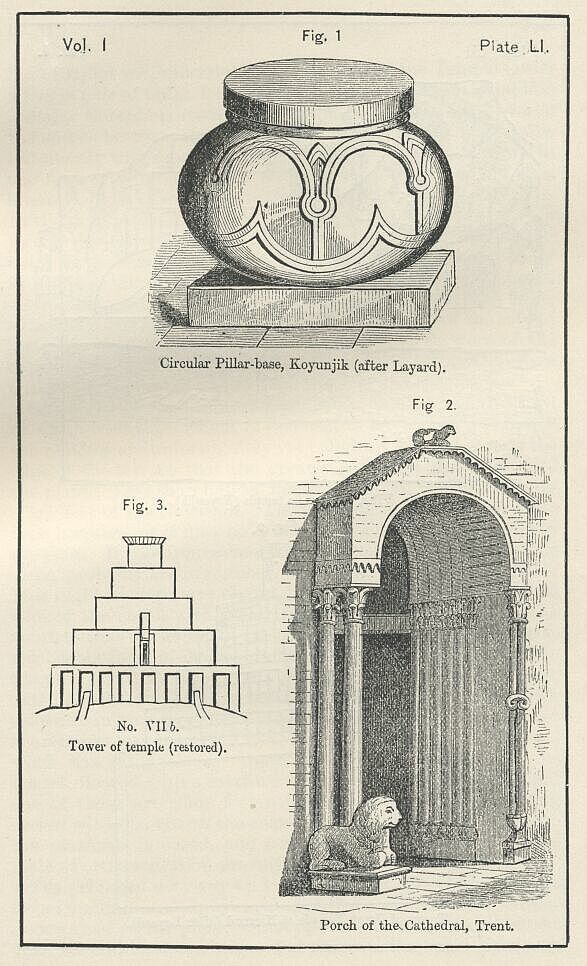 Vol. I
Fig. 1
Plate LI.
Circular Pillar-base, Koyunjik (after Layard).
Fig 2.
Fig. 3.
No. VII b.
Tower of temple (restored).
Porch of the Cathedral, Trent.